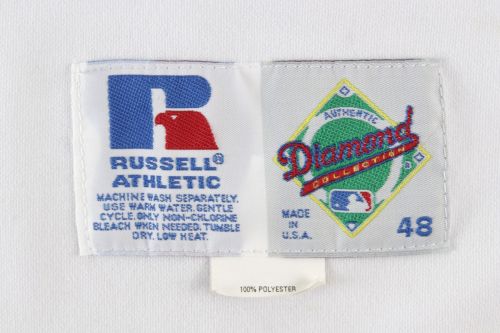 RUSSELL®
ATHLETIC
MACHINE WASH SEPARATELY.
USE WARM WATER. GENTLE
CYCLE. ONLY NON-CHLORINE
BLEACH WHEN NEEDED. TUMBLE
DRY. LOW HEAT.
AUTHENTIC
Diamond
COLLECTION
MADE IN
U.S.A.
48
100% POLYESTER